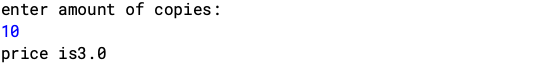 enter amount of copies:
10
price is3.0